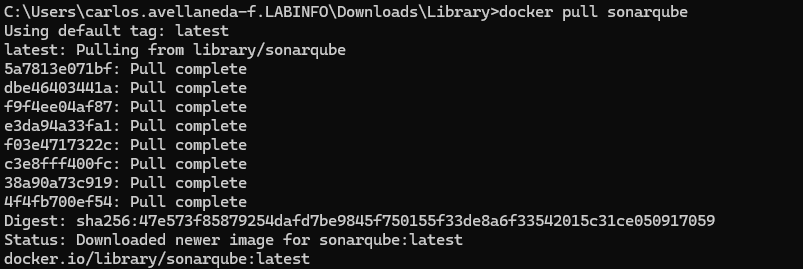 C:\Users\carlos.avellaneda-f.LABINFO\Downloads\Library>docker pull sonarqube
Using default tag: latest
latest: Pulling from library/sonarqube
5a7813e071bf: Pull complete
dbe46403441a: Pull complete
f9f4ee04af87: Pull complete
e3da94a33fa1: Pull complete
f03e4717322c: Pull complete
c3e8fff400fc: Pull complete
38a90a73c919: Pull complete
4f4fb700ef54: Pull complete
Digest: sha256:47e573f85879254dafd7be9845f750155f33de8a6f33542015c31ce050917059
Status: Downloaded newer image for sonarqube:latest
docker.io/library/sonarqube:latest